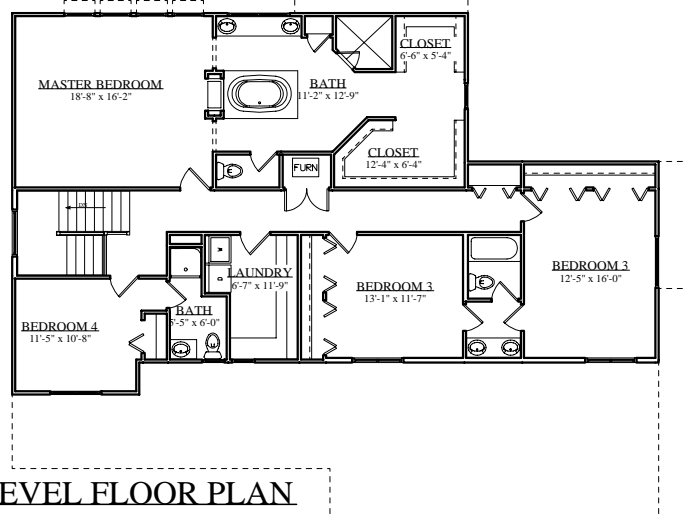 CLOSET
6'-6" x 5'-4"
MASTER BEDROOM
18'-8" x 16'-2"
BATH
11'-2" x 12'-9"
CLOSET
12'-4" x 6'-4"
FURN
DN
BEDROOM 3
12'-5" x 16'-0"
LAUNDRY
6'-7" x 11'-9"
BEDROOM 3
13'-1" x 11'-7"
BATH
5'-5" x 6'-0"
BEDROOM 4
11'-5" x 10'-8"
EVEL FLOOR PLAN